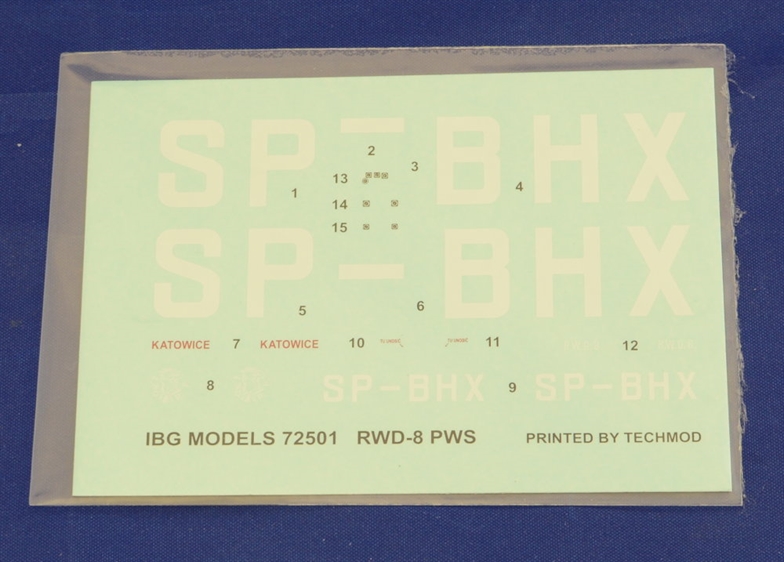 SP-BHX
2
3
13
1
4
14
15
SP-BHX
5
6
KATOWICE 7 KATOWICE 10 11 12
8 SP-BHX 9 SP-BHX
IBG MODELS 72501 RWD-8 PWS PRINTED BY TECHMOD